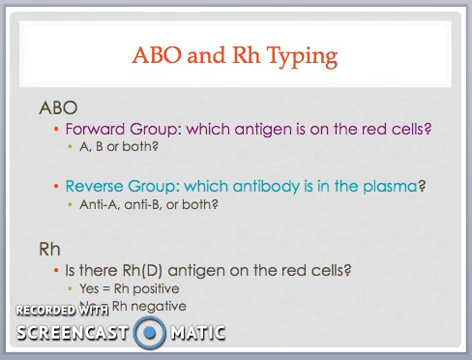 ABO and Rh Typing
ABO
• Forward Group: which antigen is on the red cells?
• A, B or both?
• Reverse Group: which antibody is in the plasma?
• Anti-A, anti-B, or both?
Rh
• Is there Rh(D) antigen on the red cells?
• Yes = Rh positive
• No = Rh negative
RECORDED WITH
SCREENCAST MATIC